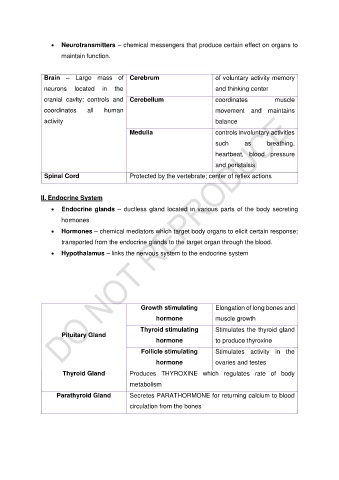 • Neurotransmitters – chemical messengers that produce certain effect on organs to
maintain function.
Brain – Large mass of
neurons located in the
cranial cavity; controls and
coordinates all human
activity
Cerebrum
of voluntary activity memory
and thinking center
Cerebellum
coordinates muscle
movement and maintains
balance
Medulla
controls involuntary activities
such as breathing,
heartbeat, blood pressure
and peristalsis
Spinal Cord
Protected by the vertebrate; center of reflex actions
II. Endocrine System
• Endocrine glands – ductless gland located in various parts of the body secreting
hormones
• Hormones – chemical mediators which target body organs to elicit certain response;
transported from the endocrine glands to the target organ through the blood.
• Hypothalamus – links the nervous system to the endocrine system
Pituitary Gland
Growth stimulating
hormone
Elongation of long bones and
muscle growth
Thyroid stimulating
hormone
Stimulates the thyroid gland
to produce thyroxine
Follicle stimulating
hormone
Stimulates activity in the
ovaries and testes
Thyroid Gland
Produces THYROXINE which regulates rate of body
metabolism
Parathyroid Gland
Secretes PARATHORMONE for returning calcium to blood
circulation from the bones
DO NOT REPRODUCE